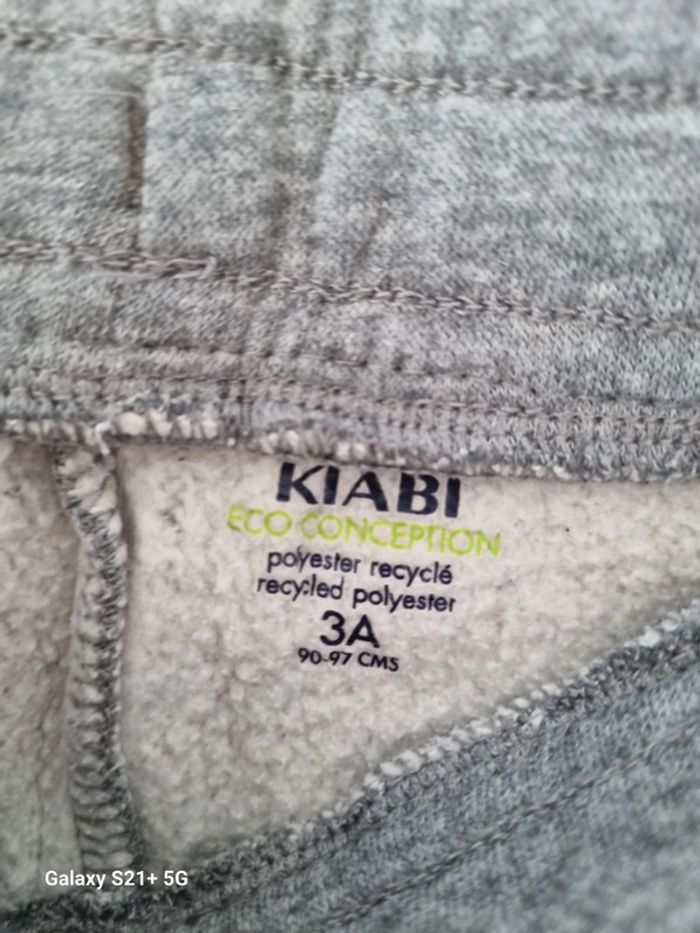 KIABI
ECO CONCEPTION
polyester recyclé
recycled polyester
3A
90-97 CMS
Galaxy S21+ 5G